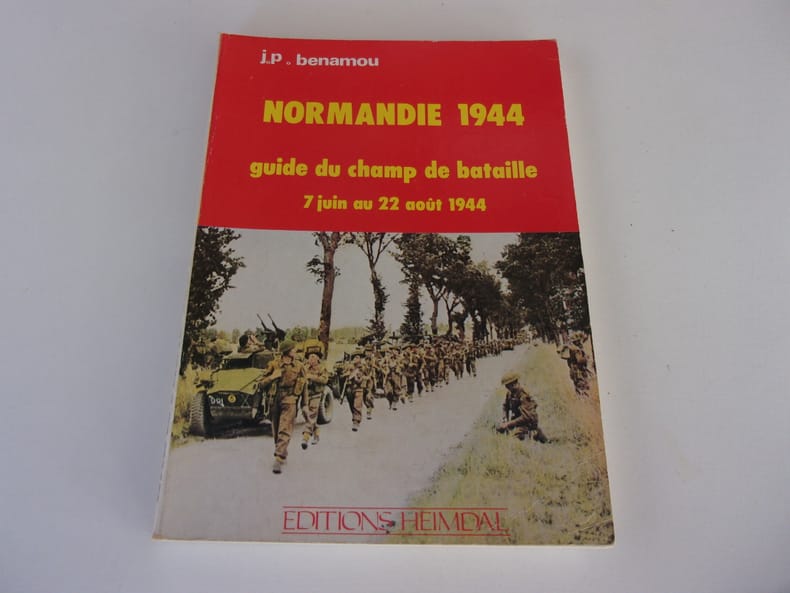 j.p. benamou
NORMANDIE 1944
guide du champ de bataille
7 juin au 22 août 1944
EDITIONS HEIMDAL